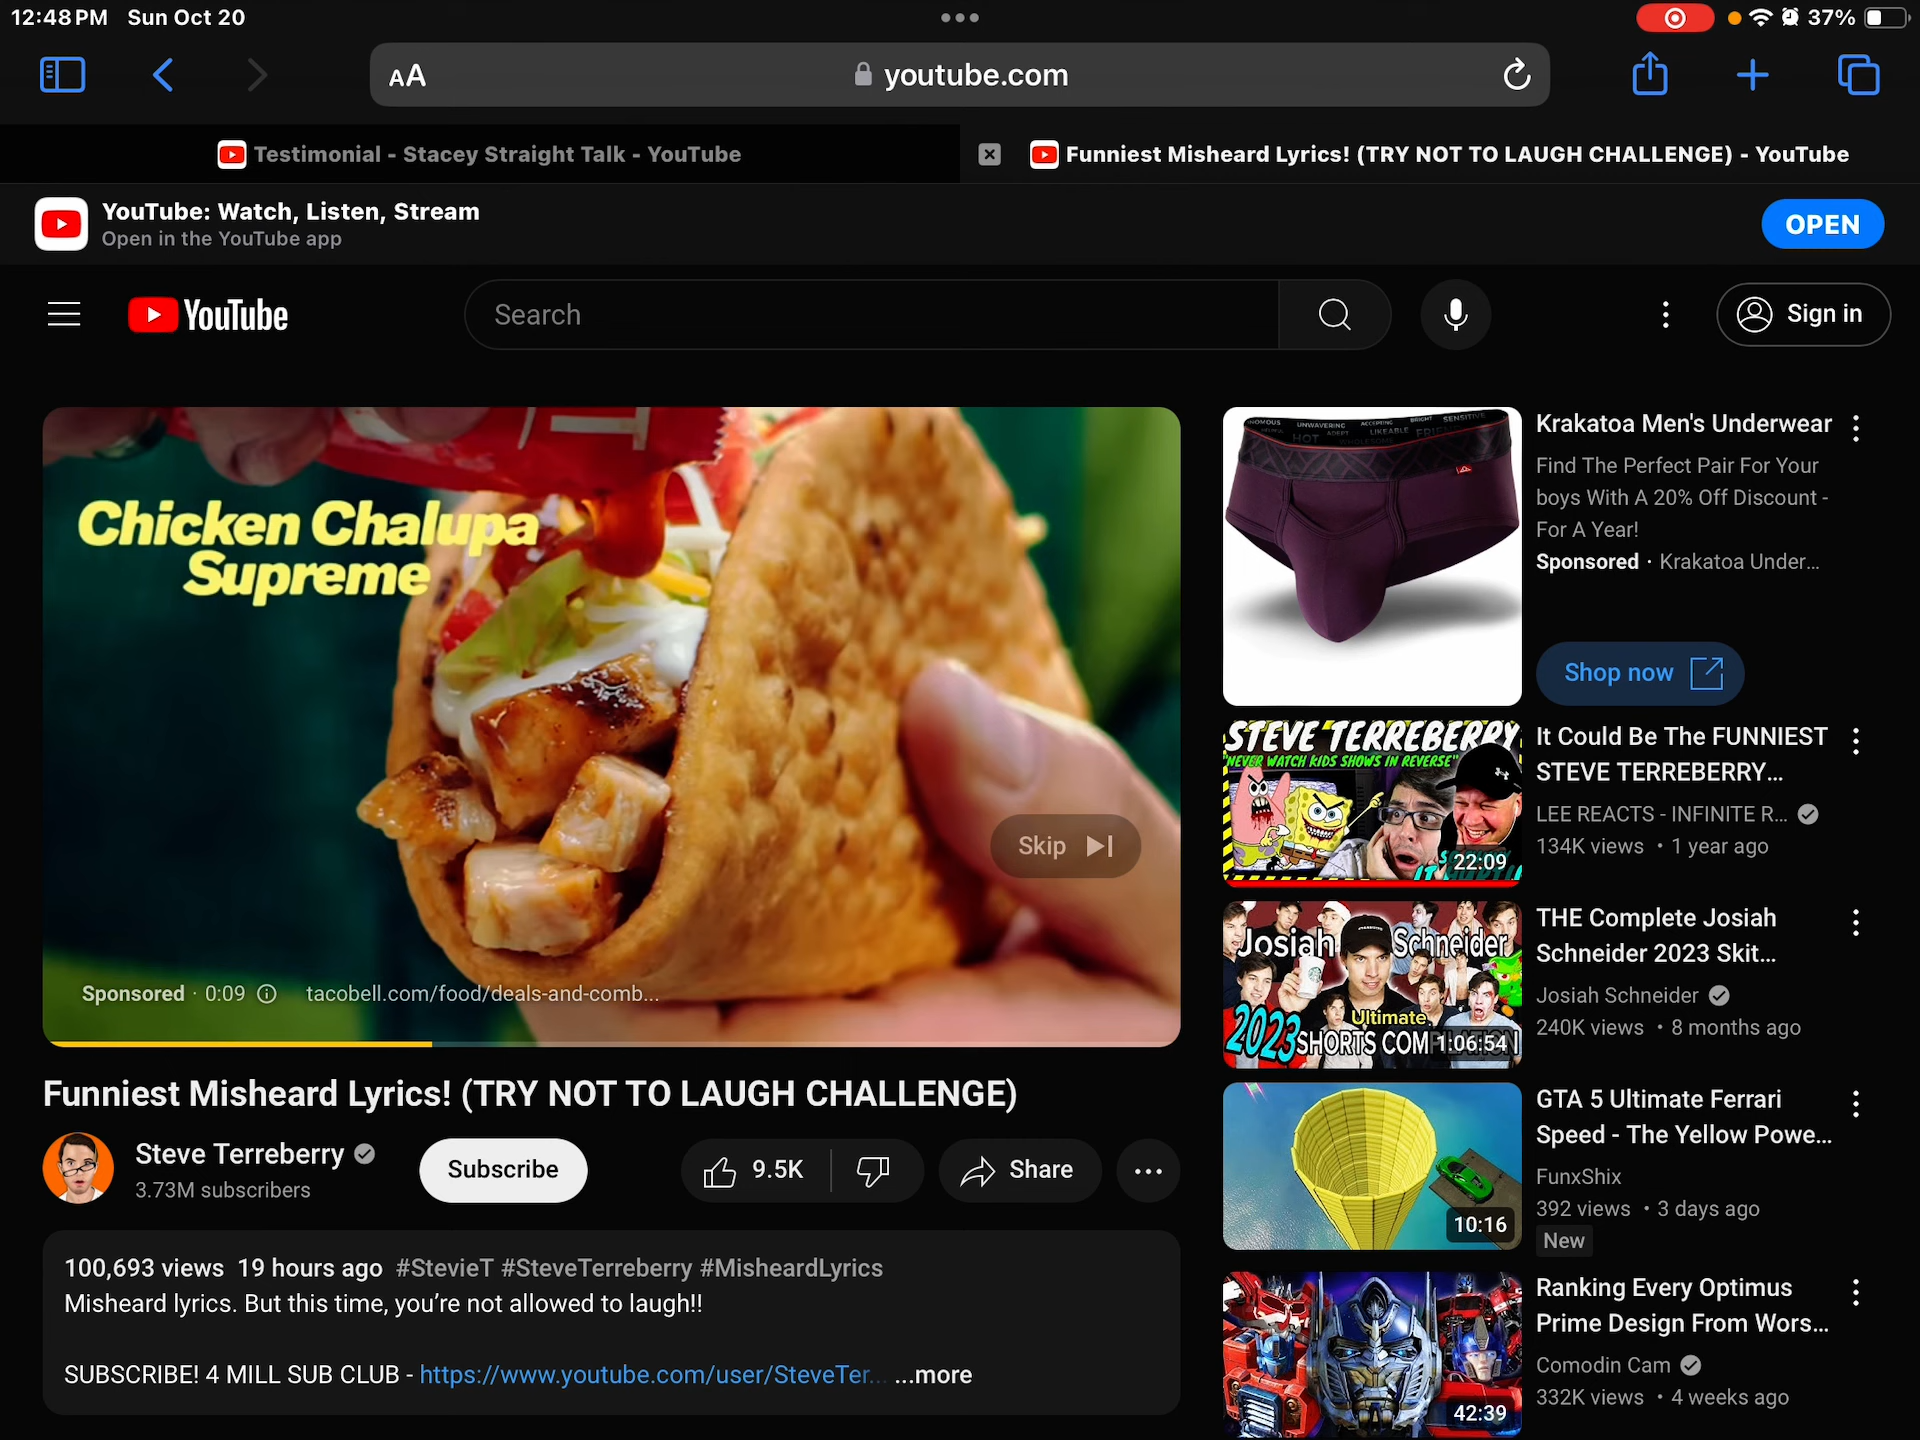 12:48 PM Sun Oct 20
37%
AA
youtube.com
Testimonial - Stacey Straight Talk - YouTube
Funniest Misheard Lyrics! (TRY NOT TO LAUGH CHALLENGE) - YouTube
YouTube: Watch, Listen, Stream
Open in the YouTube app
OPEN
YouTube
Search
Sign in
Chicken Chalupa
Supreme
Skip
Sponsored · 0:09
tacobell.com/food/deals-and-comb...
Funniest Misheard Lyrics! (TRY NOT TO LAUGH CHALLENGE)
Steve Terreberry
3.73M subscribers
Subscribe
9.5K
Share
100,693 views 19 hours ago #StevieT #SteveTerreberry #MisheardLyrics
Misheard lyrics. But this time, you’re not allowed to laugh!!
SUBSCRIBE! 4 MILL SUB CLUB - https://www.youtube.com/user/SteveTer... ...more
UNWAVERING
ACCEPTING
BRIGHT
SENSITIVE
HOT
ADEPT
LIKEABLE
WHOLESOME
Krakatoa Men's Underwear
Find The Perfect Pair For Your
boys With A 20% Off Discount -
For A Year!
Sponsored · Krakatoa Under...
Shop now
STEVE TERREBERRY
"NEVER WATCH KIDS SHOWS IN REVERSE"
22:09
It Could Be The FUNNIEST
STEVE TERREBERRY...
LEE REACTS - INFINITE R...
134K views • 1 year ago
Josiah Schneider
Ultimate
2023 SHORTS COMPILATION
1:06:54
THE Complete Josiah
Schneider 2023 Skit...
Josiah Schneider
240K views • 8 months ago
10:16
GTA 5 Ultimate Ferrari
Speed - The Yellow Powe...
FunxShix
392 views • 3 days ago
New
42:39
Ranking Every Optimus
Prime Design From Wors...
Comodin Cam
332K views • 4 weeks ago